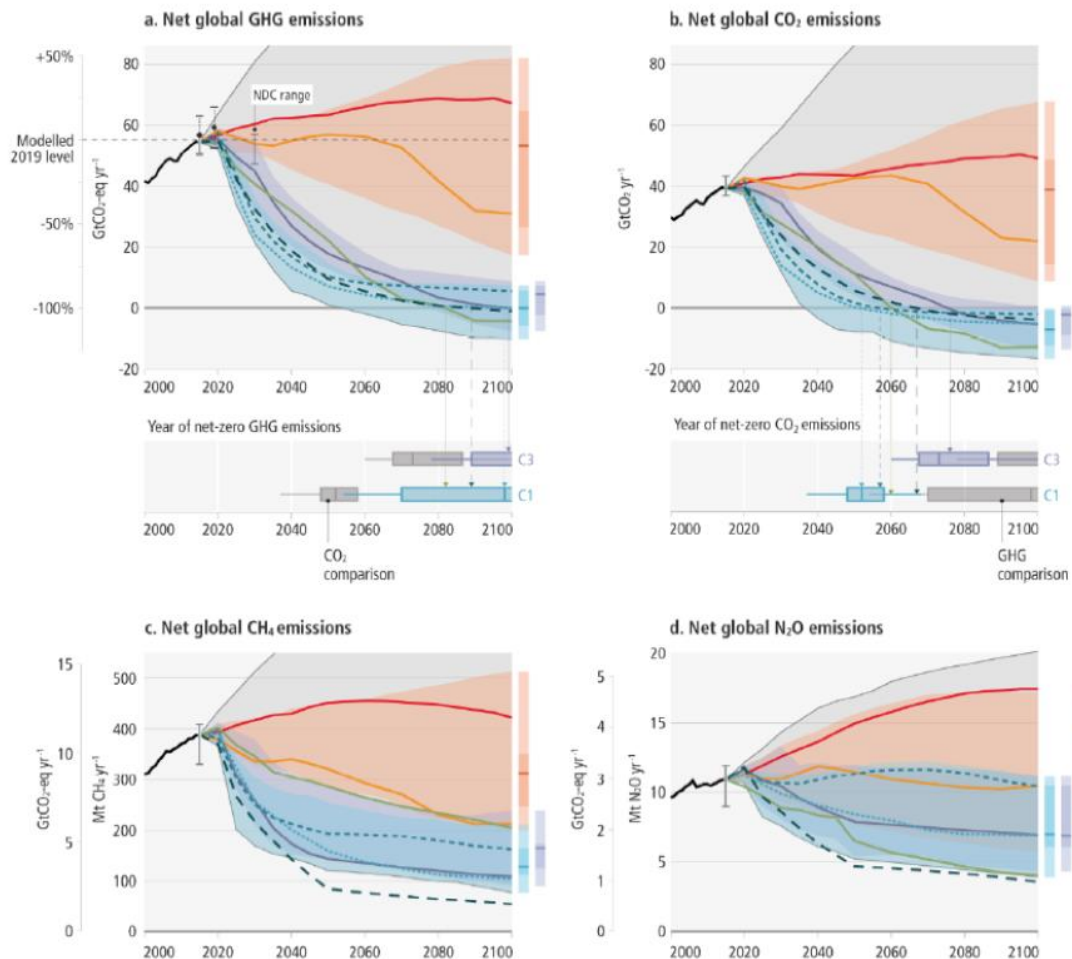 a. Net global GHG emissions
+50%
Modelled
2019 level
-50%
-100%
GtCO₂-eq yr⁻¹
80
60
40
20
0
-20
NDC range
2000 2020 2040 2060 2080 2100
Year of net-zero GHG emissions
C3
C1
2000 2020 2040 2060 2080 2100
CO₂
comparison
b. Net global CO₂ emissions
GtCO₂ yr⁻¹
80
60
40
20
0
-20
2000 2020 2040 2060 2080 2100
Year of net-zero CO₂ emissions
C3
C1
2000 2020 2040 2060 2080 2100
GHG
comparison
c. Net global CH₄ emissions
GtCO₂-eq yr⁻¹
15
10
5
0
Mt CH₄ yr⁻¹
500
400
300
200
100
0
2000 2020 2040 2060 2080 2100
d. Net global N₂O emissions
GtCO₂-eq yr⁻¹
5
4
3
2
1
0
Mt N₂O yr⁻¹
20
15
10
5
0
2000 2020 2040 2060 2080 2100